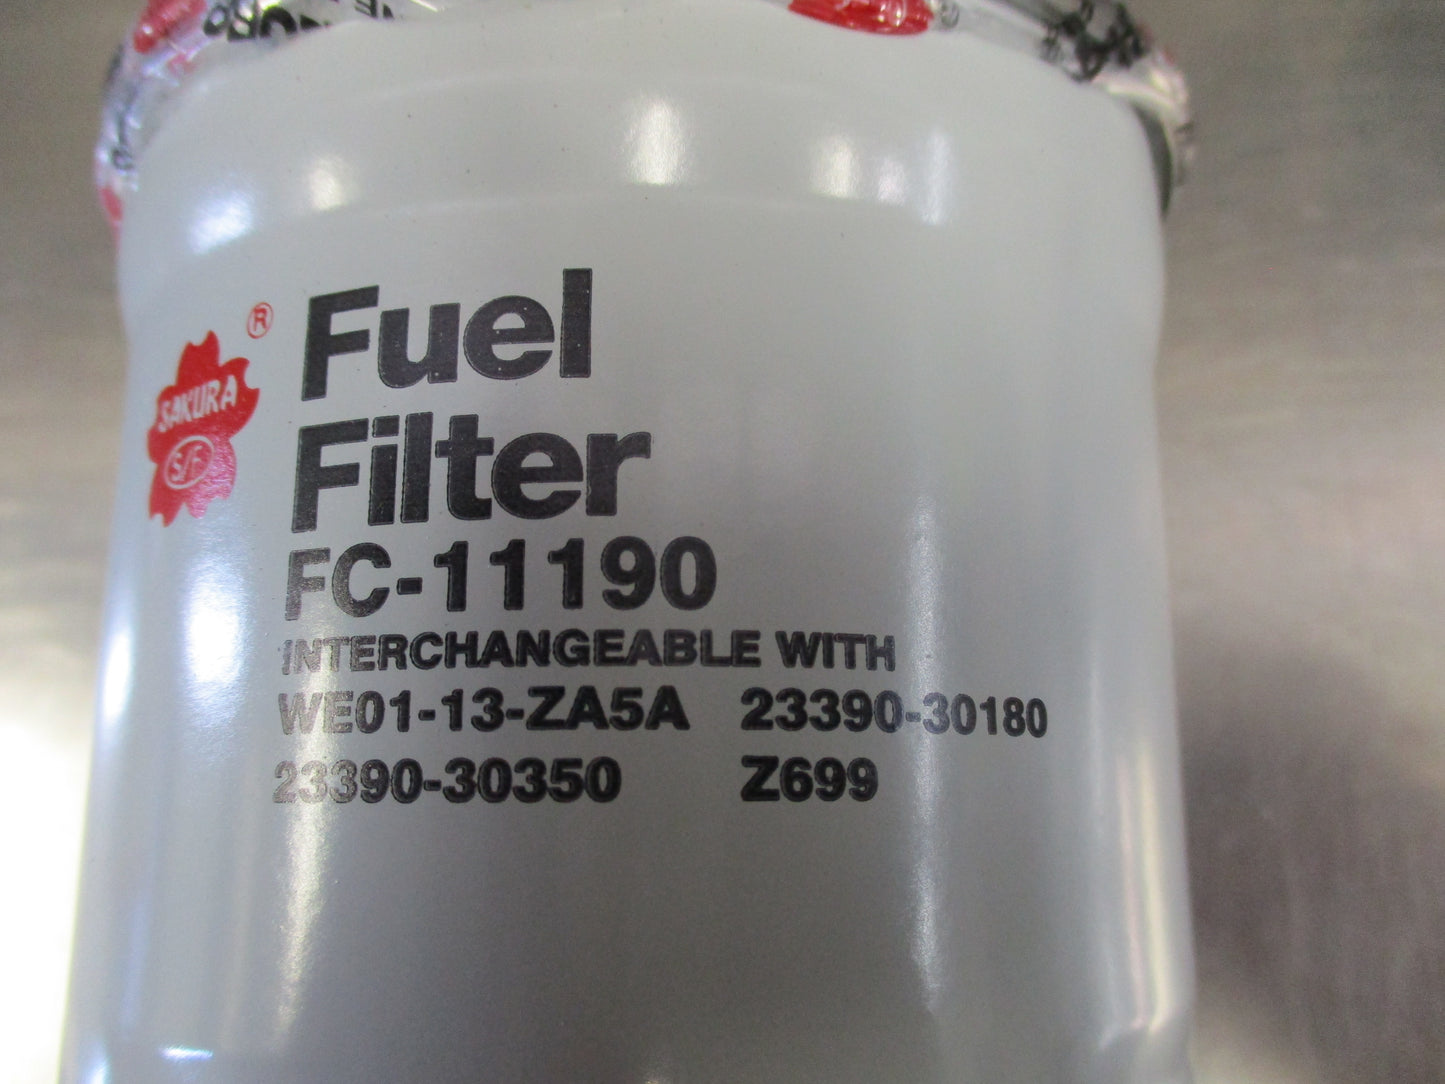 ®
SAKURA
S/F
Fuel
Filter
FC-11190
INTERCHANGEABLE WITH
WE01-13-ZA5A 23390-30180
23390-30350 Z699